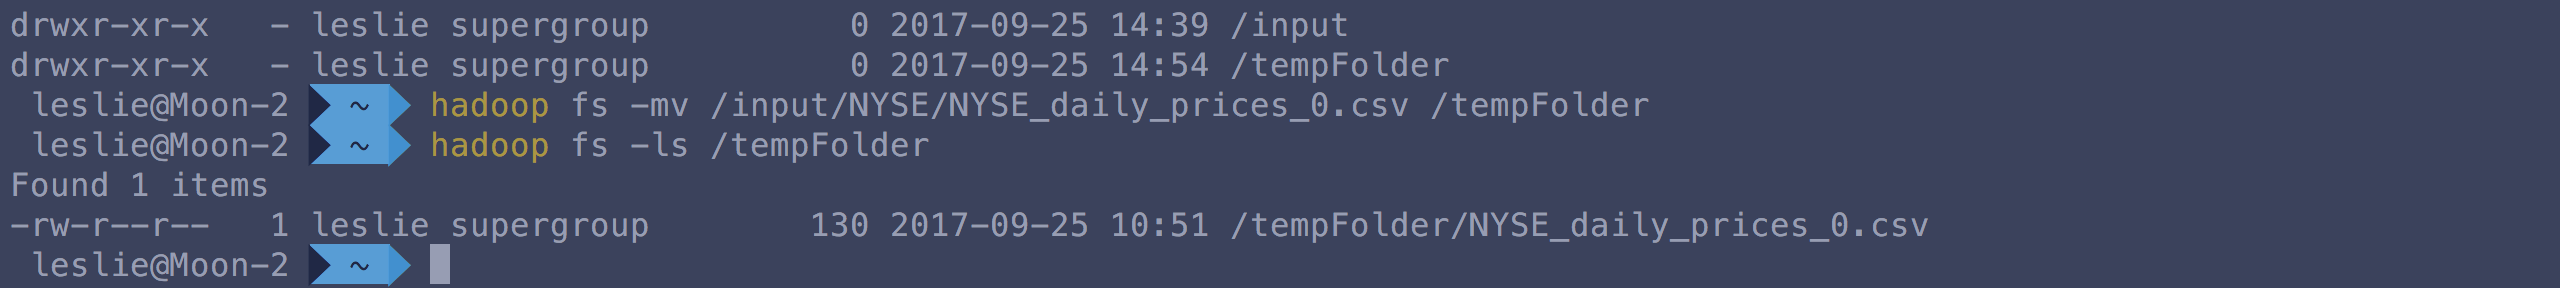 drwxr-xr-x   - leslie supergroup          0 2017-09-25 14:39 /input
drwxr-xr-x   - leslie supergroup          0 2017-09-25 14:54 /tempFolder
leslie@Moon-2 ~ hadoop fs -mv /input/NYSE/NYSE_daily_prices_0.csv /tempFolder
leslie@Moon-2 ~ hadoop fs -ls /tempFolder
Found 1 items
-rw-r--r--   1 leslie supergroup        130 2017-09-25 10:51 /tempFolder/NYSE_daily_prices_0.csv
leslie@Moon-2 ~